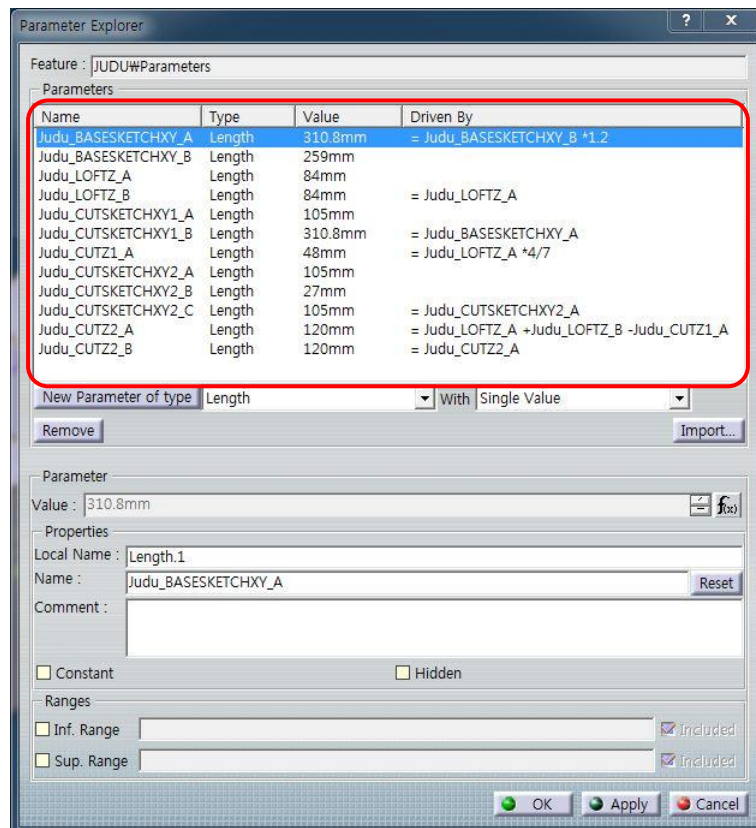 Parameter Explorer
? x
Feature : JUDU₩Parameters
Parameters
Name Type Value Driven By
Judu_BASESKETCHXY_A Length 310.8mm = Judu_BASESKETCHXY_B *1.2
Judu_BASESKETCHXY_B Length 259mm
Judu_LOFTZ_A Length 84mm
Judu_LOFTZ_B Length 84mm = Judu_LOFTZ_A
Judu_CUTSKETCHXY1_A Length 105mm
Judu_CUTSKETCHXY1_B Length 310.8mm = Judu_BASESKETCHXY_A
Judu_CUTZ1_A Length 48mm = Judu_LOFTZ_A *4/7
Judu_CUTSKETCHXY2_A Length 105mm
Judu_CUTSKETCHXY2_B Length 27mm
Judu_CUTSKETCHXY2_C Length 105mm = Judu_CUTSKETCHXY2_A
Judu_CUTZ2_A Length 120mm = Judu_LOFTZ_A +Judu_LOFTZ_B -Judu_CUTZ1_A
Judu_CUTZ2_B Length 120mm = Judu_CUTZ2_A
New Parameter of type Length With Single Value
Remove Import...
Parameter
Value : 310.8mm f(x)
Properties
Local Name : Length.1
Name : Judu_BASESKETCHXY_A Reset
Comment :
Constant Hidden
Ranges
Inf. Range Included
Sup. Range Included
OK Apply Cancel